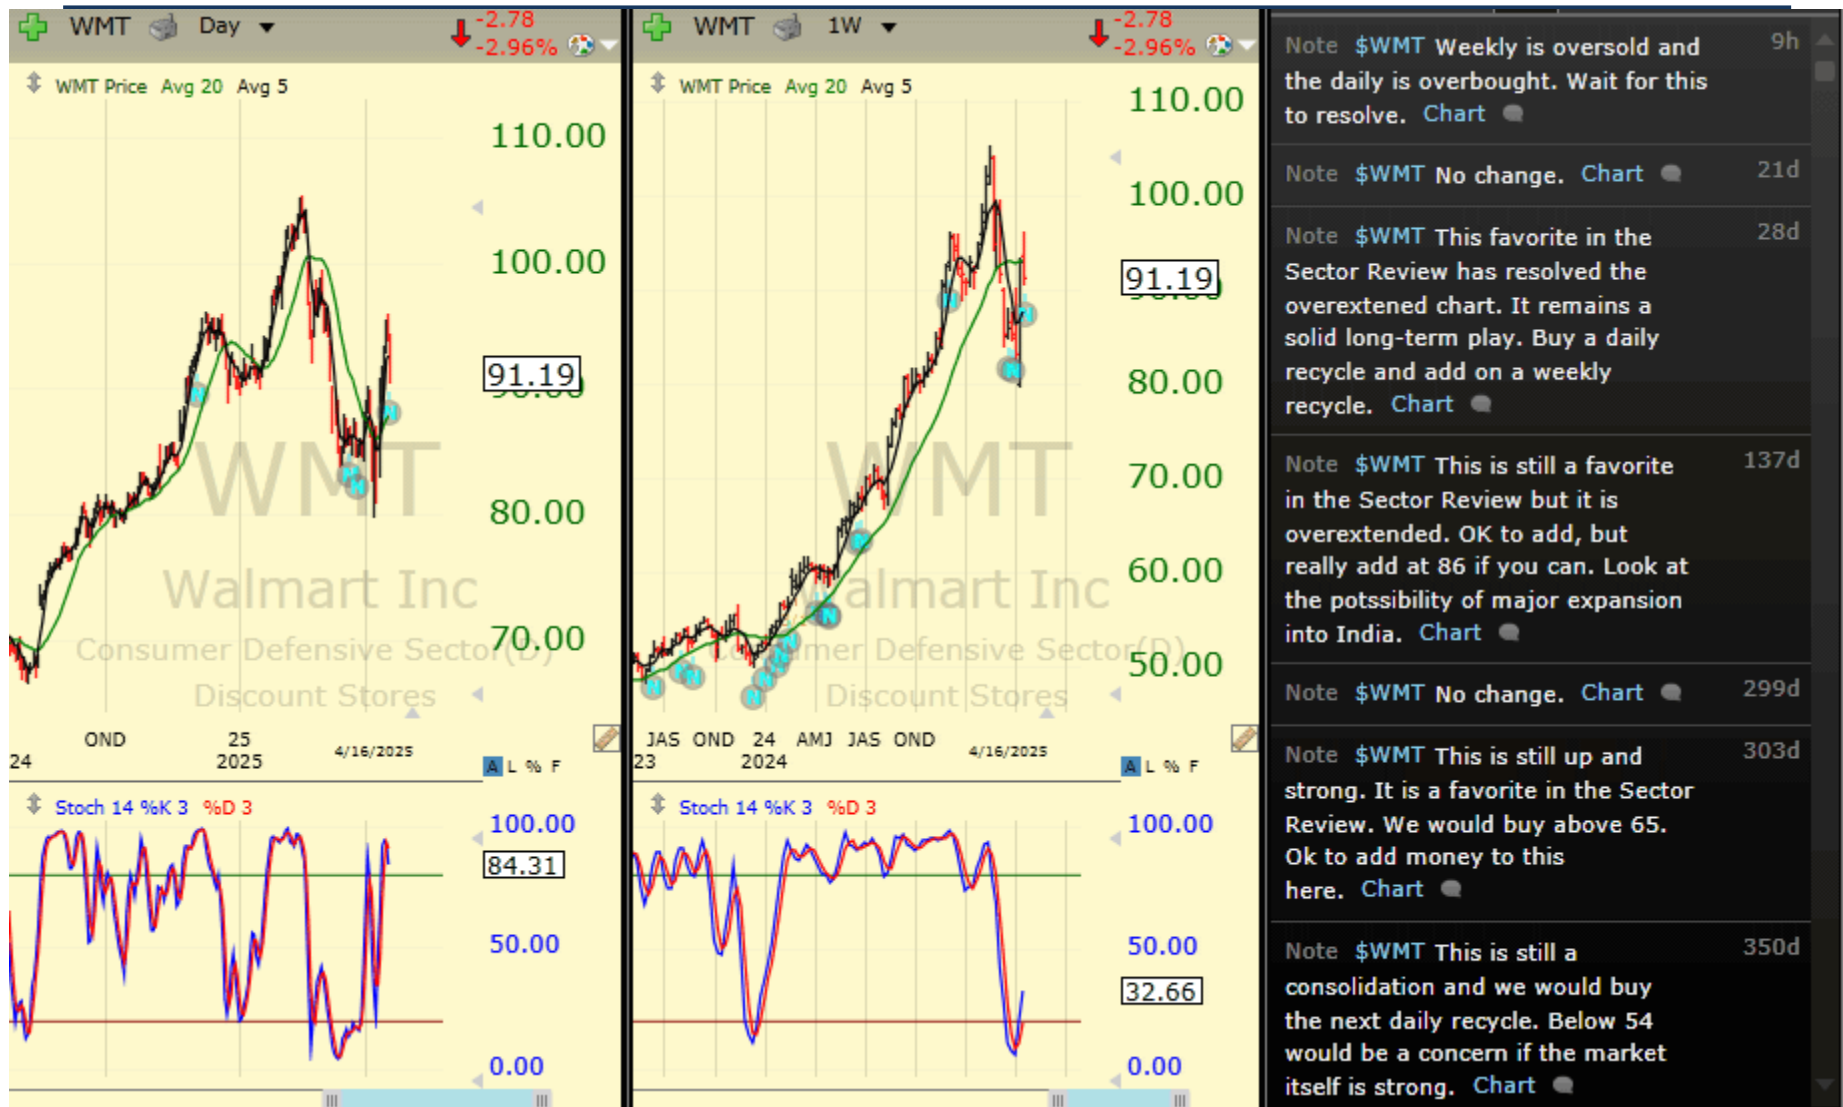 WMT Day
-2.78
-2.96%
WMT Price Avg 20 Avg 5
110.00
100.00
91.19
80.00
70.00
WMT
Walmart Inc
Consumer Defensive Sector(D)
Discount Stores
OND 25
24 2025 4/16/2025
A L % F
Stoch 14 %K 3 %D 3
100.00
84.31
50.00
0.00
WMT 1W
-2.78
-2.96%
WMT Price Avg 20 Avg 5
110.00
100.00
91.19
80.00
70.00
60.00
50.00
WMT
Walmart Inc
Consumer Defensive Sector(D)
Discount Stores
JAS OND 24 AMJ JAS OND
23 2024 4/16/2025
A L % F
Stoch 14 %K 3 %D 3
100.00
50.00
32.66
0.00
Note $WMT Weekly is oversold and 9h
the daily is overbought. Wait for this
to resolve. Chart
Note $WMT No change. Chart 21d
Note $WMT This favorite in the 28d
Sector Review has resolved the
overextened chart. It remains a
solid long-term play. Buy a daily
recycle and add on a weekly
recycle. Chart
Note $WMT This is still a favorite 137d
in the Sector Review but it is
overextended. OK to add, but
really add at 86 if you can. Look at
the potssibility of major expansion
into India. Chart
Note $WMT No change. Chart 299d
Note $WMT This is still up and 303d
strong. It is a favorite in the Sector
Review. We would buy above 65.
Ok to add money to this
here. Chart
Note $WMT This is still a 350d
consolidation and we would buy
the next daily recycle. Below 54
would be a concern if the market
itself is strong. Chart